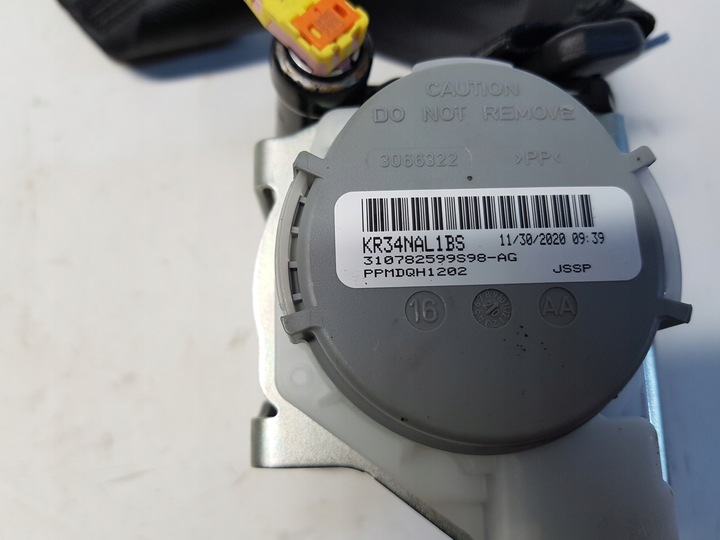 CAUTION
DO NOT REMOVE
3066322 >PP<
KR34NAL1BS 11/30/2020 09:39
310782599S98-AG
PPMDQH1202 JSSP
16 AA